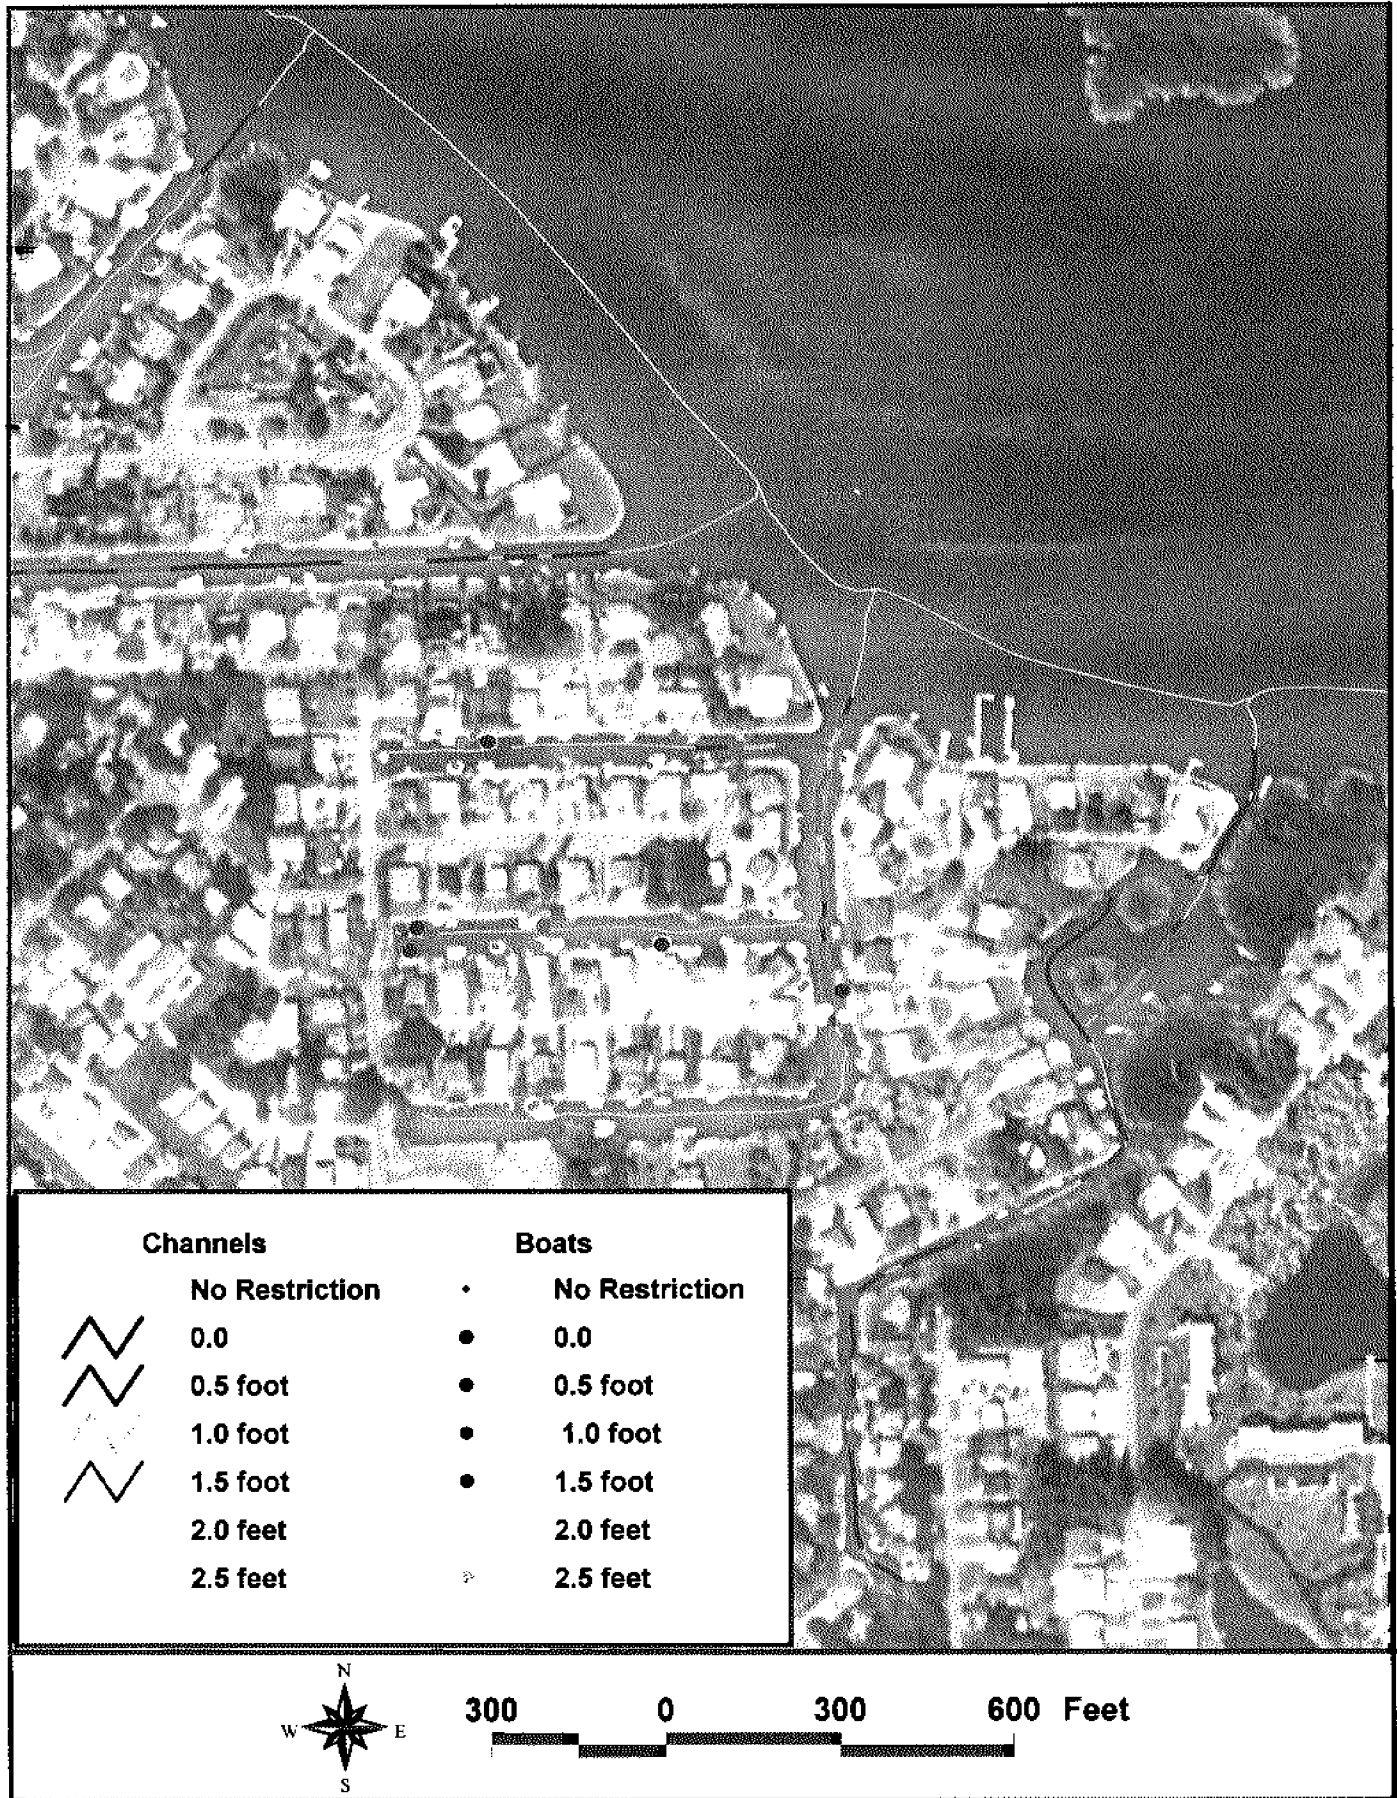 Channels Boats
No Restriction No Restriction
0.0 0.0
0.5 foot 0.5 foot
1.0 foot 1.0 foot
1.5 foot 1.5 foot
2.0 feet 2.0 feet
2.5 feet 2.5 feet
N
W E
S
300 0 300 600 Feet